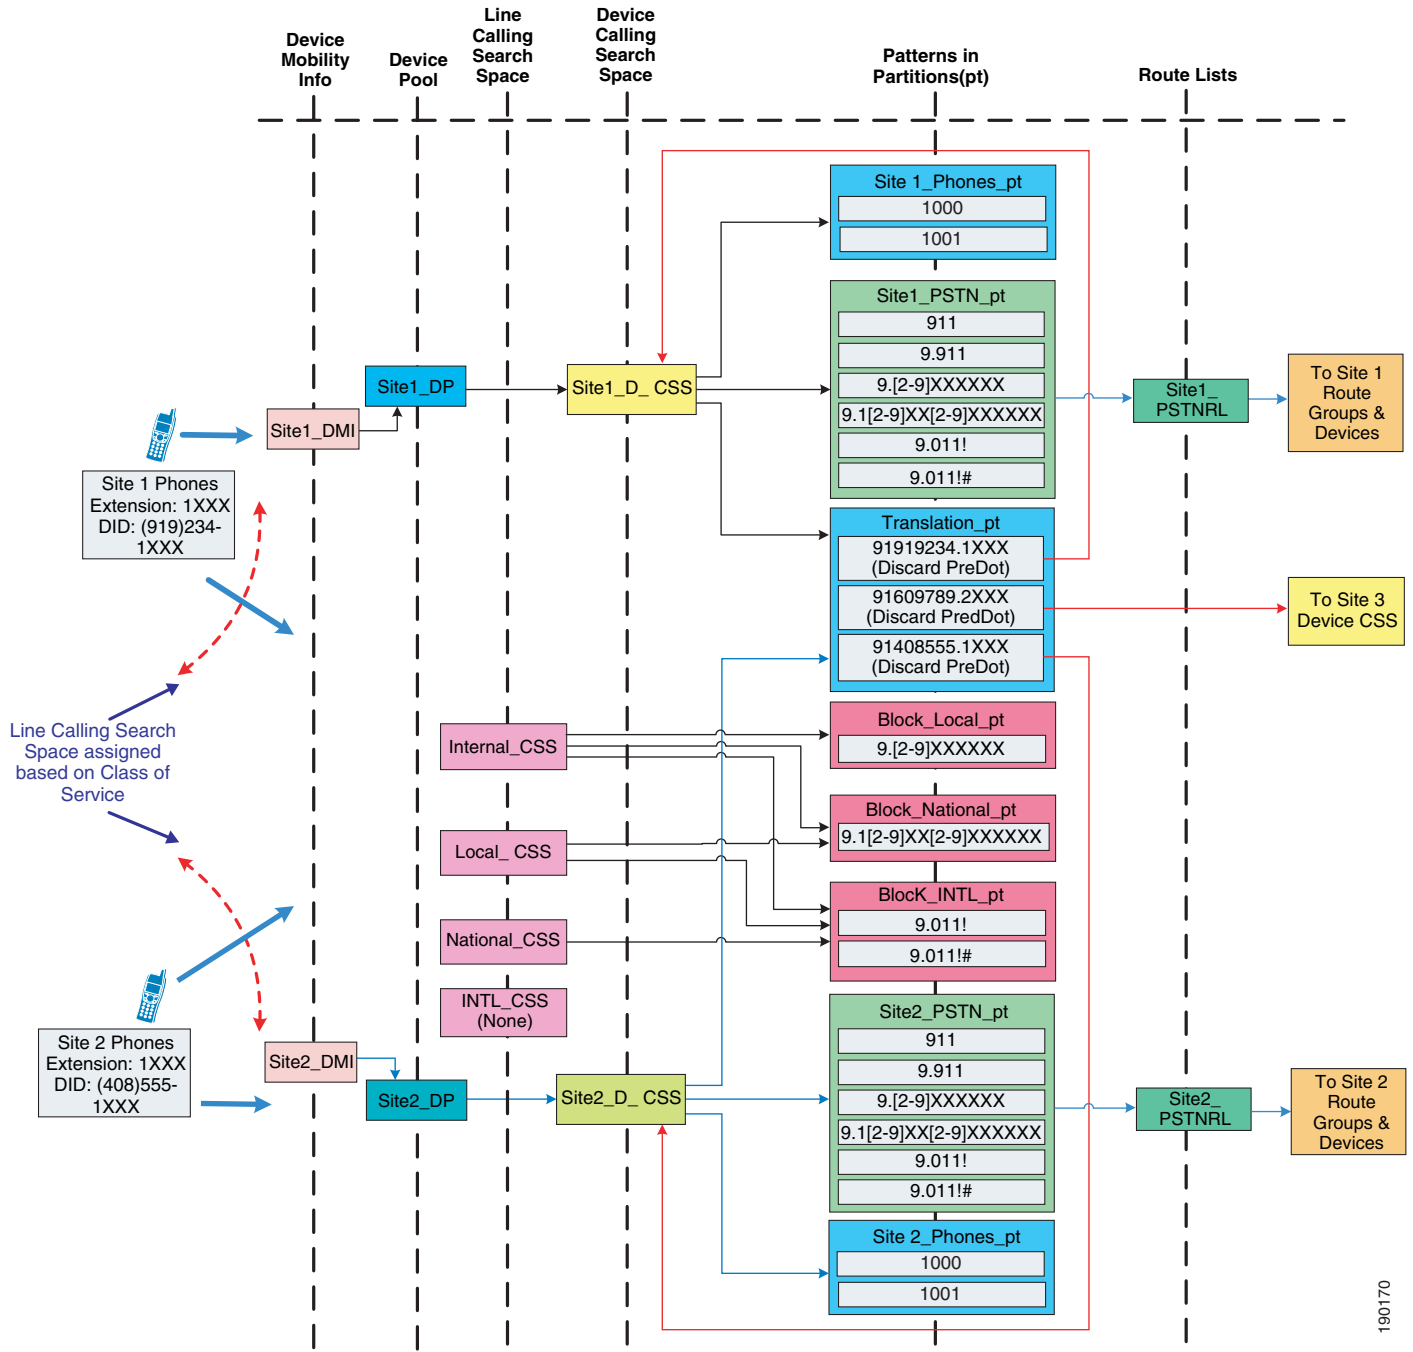 Device
Mobility
Info
Device
Pool
Line
Calling
Search
Space
Device
Calling
Search
Space
Patterns in
Partitions(pt)
Route Lists
Site 1_Phones_pt
1000
1001
Site1_PSTN_pt
911
9.911
9.[2-9]XXXXXX
9.1[2-9]XX[2-9]XXXXXX
9.011!
9.011!#
Site1_DMI
Site1_DP
Site1_D_ CSS
Site1_
PSTNRL
To Site 1
Route
Groups &
Devices
Site 1 Phones
Extension: 1XXX
DID: (919)234-
1XXX
Translation_pt
91919234.1XXX
(Discard PreDot)
91609789.2XXX
(Discard PredDot)
91408555.1XXX
(Discard PreDot)
To Site 3
Device CSS
Line Calling Search
Space assigned
based on Class of
Service
Internal_CSS
Local_ CSS
National_CSS
INTL_CSS
(None)
Block_Local_pt
9.[2-9]XXXXXX
Block_National_pt
9.1[2-9]XX[2-9]XXXXXX
BlocK_INTL_pt
9.011!
9.011!#
Site 2 Phones
Extension: 1XXX
DID: (408)555-
1XXX
Site2_DMI
Site2_DP
Site2_D_ CSS
Site2_PSTN_pt
911
9.911
9.[2-9]XXXXXX
9.1[2-9]XX[2-9]XXXXXX
9.011!
9.011!#
Site2_
PSTNRL
To Site 2
Route
Groups &
Devices
Site 2_Phones_pt
1000
1001
190170